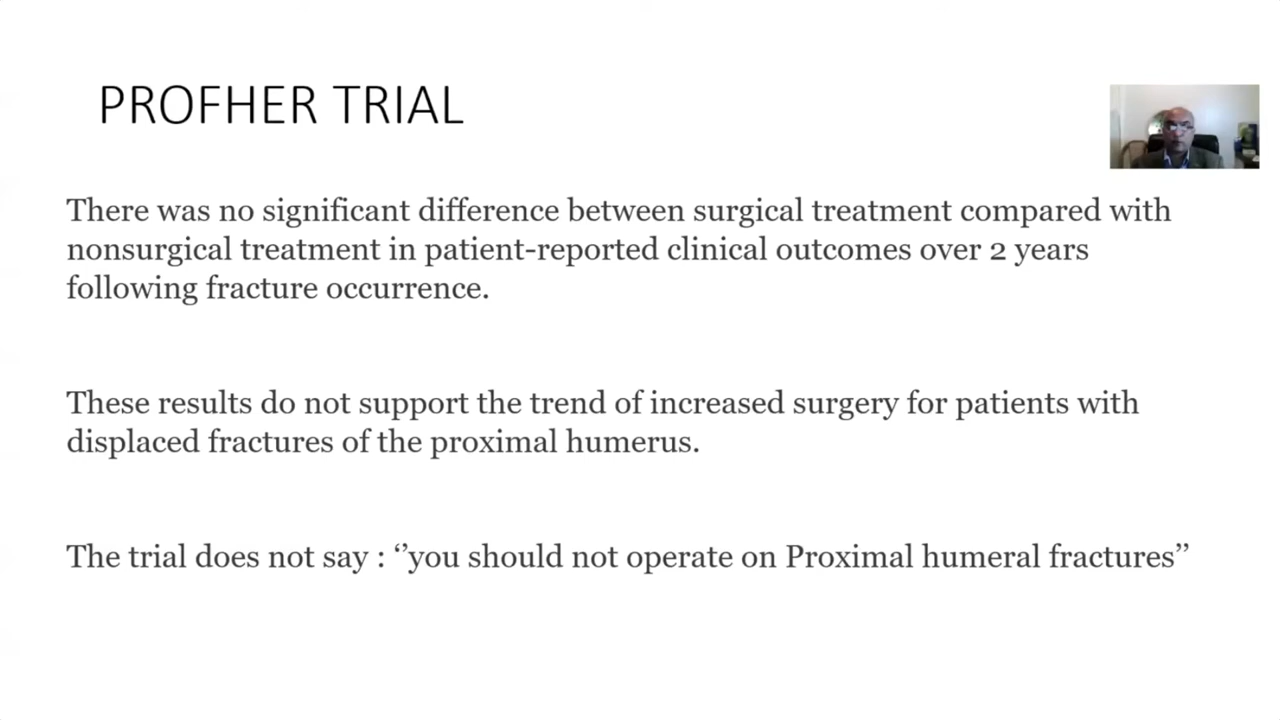 PROFHER TRIAL
There was no significant difference between surgical treatment compared with
nonsurgical treatment in patient-reported clinical outcomes over 2 years
following fracture occurrence.
These results do not support the trend of increased surgery for patients with
displaced fractures of the proximal humerus.
The trial does not say : ‘’you should not operate on Proximal humeral fractures’’